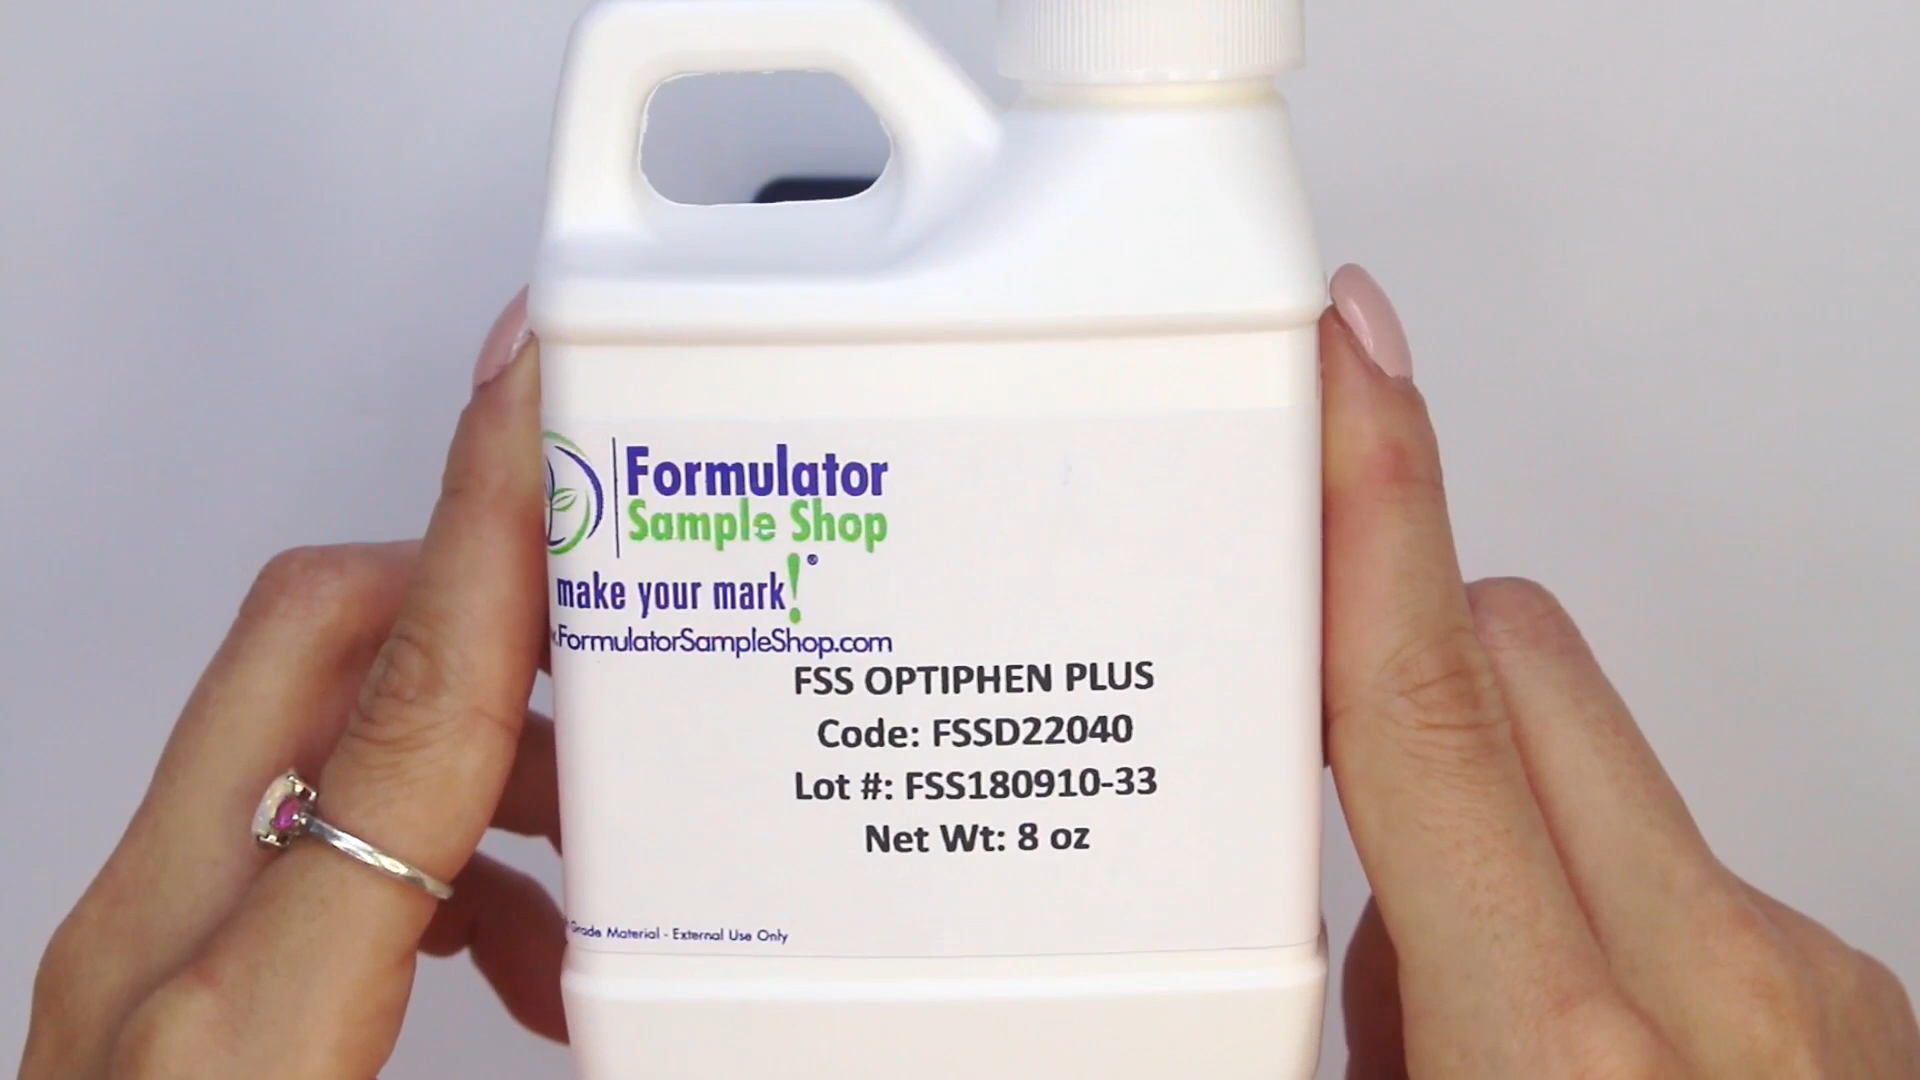 Formulator
Sample Shop
make your mark!®
.FormulatorSampleShop.com
FSS OPTIPHEN PLUS
Code: FSSD22040
Lot #: FSS180910-33
Net Wt: 8 oz
Grade Material - External Use Only